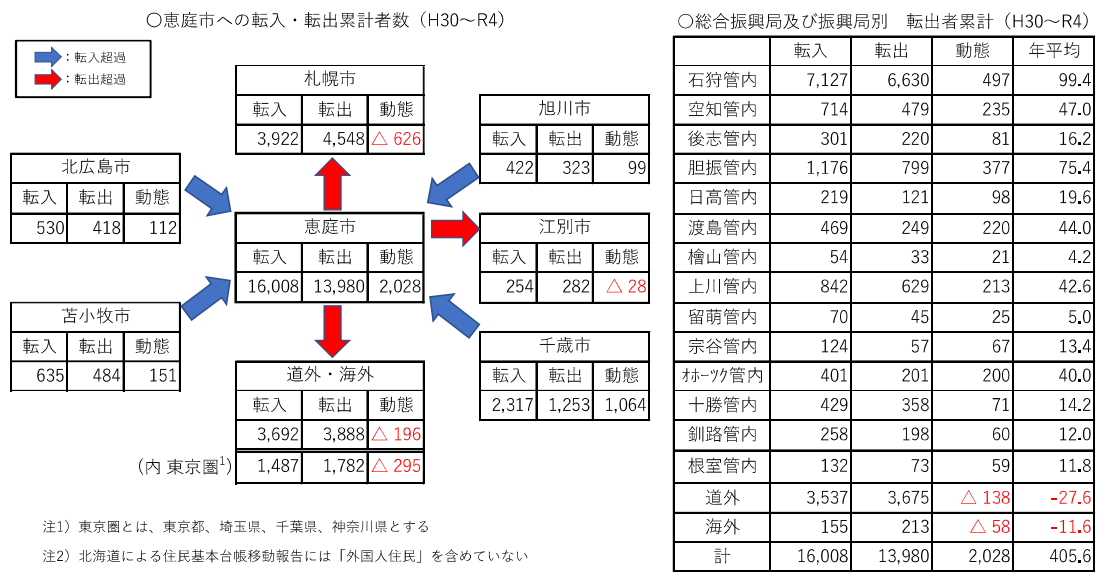 ○恵庭市への転入・転出累計者数（H30～R4）
：転入超過
：転出超過
札幌市
転入 転出 動態
3,922 4,548 △ 626
旭川市
転入 転出 動態
422 323 99
北広島市
転入 転出 動態
530 418 112
恵庭市
転入 転出 動態
16,008 13,980 2,028
江別市
転入 転出 動態
254 282 △ 28
苫小牧市
転入 転出 動態
635 484 151
千歳市
転入 転出 動態
2,317 1,253 1,064
道外・海外
転入 転出 動態
3,692 3,888 △ 196
(内 東京圏1) 1,487 1,782 △ 295
注1）東京圏とは、東京都、埼玉県、千葉県、神奈川県とする
注2）北海道による住民基本台帳移動報告には「外国人住民」を含めていない
○総合振興局及び振興局別　転出者累計（H30～R4）
転入 転出 動態 年平均
石狩管内 7,127 6,630 497 99.4
空知管内 714 479 235 47.0
後志管内 301 220 81 16.2
胆振管内 1,176 799 377 75.4
日高管内 219 121 98 19.6
渡島管内 469 249 220 44.0
檜山管内 54 33 21 4.2
上川管内 842 629 213 42.6
留萌管内 70 45 25 5.0
宗谷管内 124 57 67 13.4
ｵﾎｰﾂｸ管内 401 201 200 40.0
十勝管内 429 358 71 14.2
釧路管内 258 198 60 12.0
根室管内 132 73 59 11.8
道外 3,537 3,675 △ 138 -27.6
海外 155 213 △ 58 -11.6
計 16,008 13,980 2,028 405.6